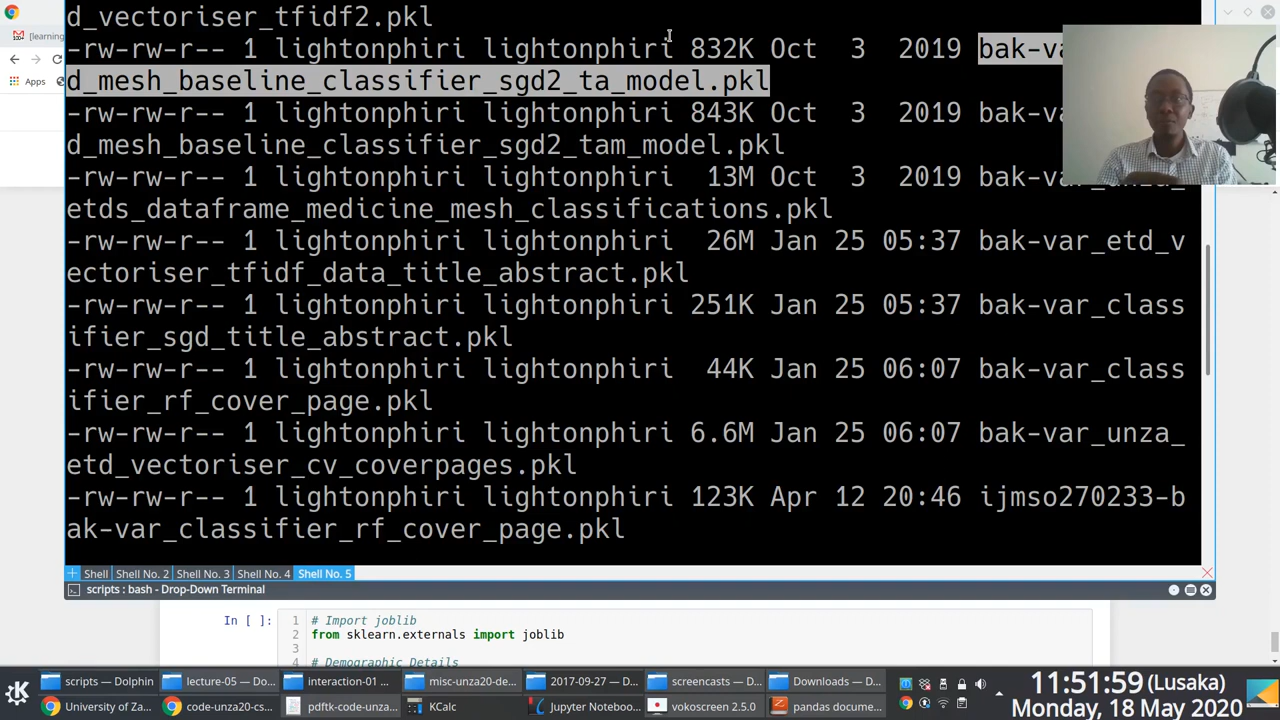 d_vectoriser_tfidf2.pkl
-rw-rw-r-- 1 lightonphiri lightonphiri 832K Oct 3 2019 bak-va
d_mesh_baseline_classifier_sgd2_ta_model.pkl
-rw-rw-r-- 1 lightonphiri lightonphiri 843K Oct 3 2019 bak-va
d_mesh_baseline_classifier_sgd2_tam_model.pkl
-rw-rw-r-- 1 lightonphiri lightonphiri 13M Oct 3 2019
etds_dataframe_medicine_mesh_classifications.pkl
-rw-rw-r-- 1 lightonphiri lightonphiri 26M Jan 25 05:37 bak-var_etd_v
ectoriser_tfidf_data_title_abstract.pkl
-rw-rw-r-- 1 lightonphiri lightonphiri 251K Jan 25 05:37 bak-var_class
ifier_sgd_title_abstract.pkl
-rw-rw-r-- 1 lightonphiri lightonphiri 44K Jan 25 06:07 bak-var_class
ifier_rf_cover_page.pkl
-rw-rw-r-- 1 lightonphiri lightonphiri 6.6M Jan 25 06:07 bak-var_unza_
etd_vectoriser_cv_coverpages.pkl
-rw-rw-r-- 1 lightonphiri lightonphiri 123K Apr 12 20:46 ijmso270233-b
ak-var_classifier_rf_cover_page.pkl
[learning
Apps
Shell Shell No. 2 Shell No. 3 Shell No. 4 Shell No. 5
scripts : bash - Drop-Down Terminal
In [ ]: 1 # Import joblib
2 from sklearn.externals import joblib
3
4 # Demographic Details
scripts — Dolphin lecture-05 — Do... interaction-01 ... misc-unza20-de... 2017-09-27 — D... screencasts — D... Downloads — D...
University of Za... code-unza20-cs... pdftk-code-unza... KCalc Jupyter Noteboo... vokoscreen 2.5.0 pandas docume...
11:51:59 (Lusaka)
Monday, 18 May 2020